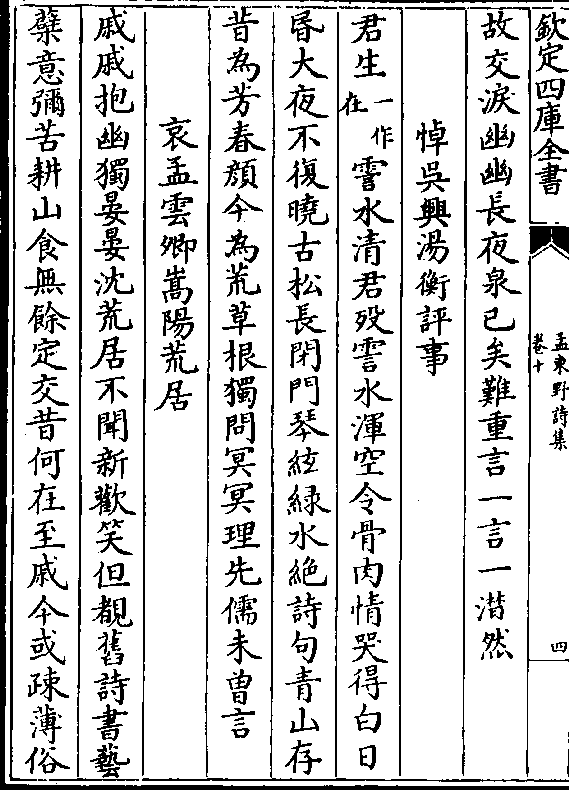 欽定四庫全書
孟東野詩集
卷十
四
故交淚幽幽長夜泉已矣難重言一言一潸然
悼吳興湯衡評事
君生一作在霅水清君歿霅水渾空令骨肉情哭得白日
昬大夜不復曉古松長閉門琴絃綠水絶詩句青山存
昔為芳春顔今為荒草根獨問冥冥理先儒未曽言
哀孟雲卿嵩陽荒居
戚戚抱幽獨晏晏沈荒居不聞新歡笑但覩舊詩書藝
蘖意彌苦耕山食無餘定交昔何在至戚今或疎薄俗